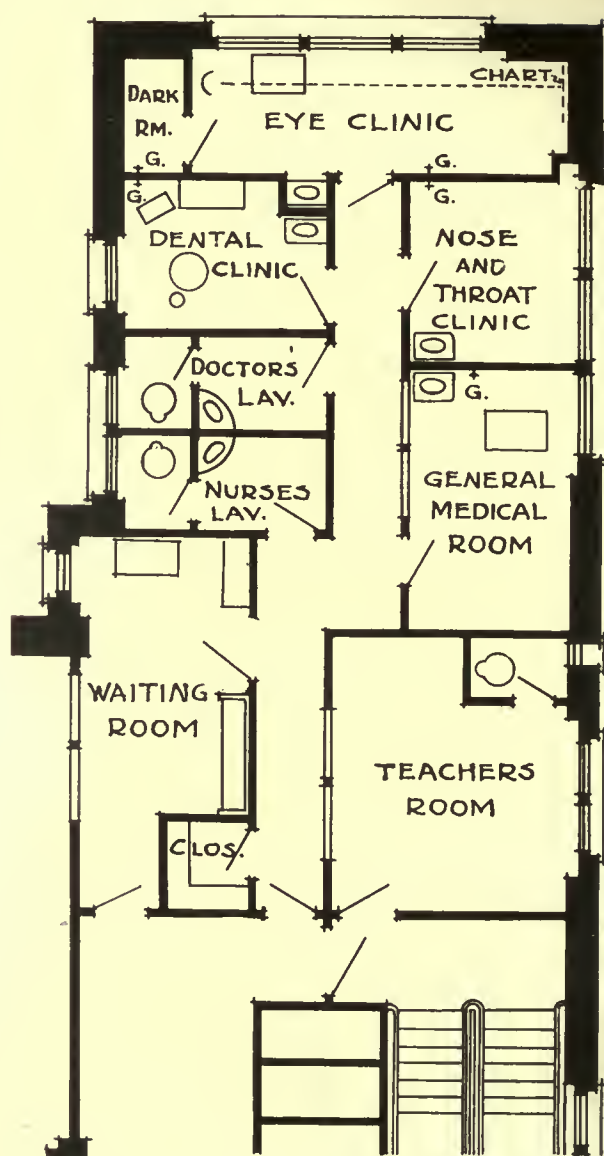 DARK
RM.
G.
G.
CHART
EYE CLINIC
G.
G.
DENTAL
CLINIC
NOSE
AND
THROAT
CLINIC
DOCTORS'
LAV.
G.
NURSES
LAV.
GENERAL
MEDICAL
ROOM
WAITING
ROOM
TEACHERS
ROOM
CLOS.